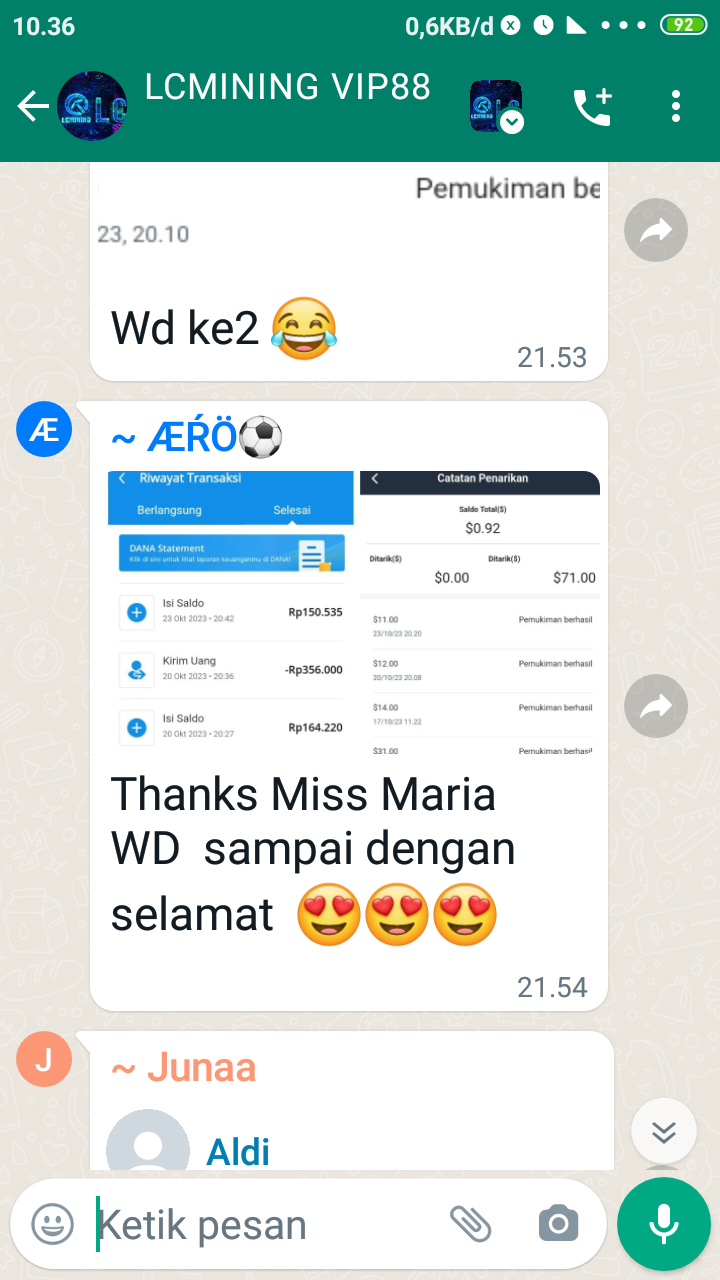 10.36
0,6KB/d
92
LCMINING VIP88
Pemukiman be
23, 20.10
Wd ke2 😂
21.53
Æ
~ ÆŔÖ⚽
Riwayat Transaksi
Berlangsung Selesai
DANA Statement
Klik di sini untuk lihat laporan keuanganmu di DANA!
Isi Saldo
23 Okt 2023 • 20:42
Rp150.535
Kirim Uang
20 Okt 2023 • 20:36
-Rp356.000
Isi Saldo
20 Okt 2023 • 20:27
Rp164.220
Catatan Penarikan
Saldo Total($)
$0.92
Ditarik($) Ditarik($)
$0.00 $71.00
$11.00 Pemukiman berhasil
23/10/23 20.20
$12.00 Pemukiman berhasil
20/10/23 20.08
$14.00 Pemukiman berhasil
17/10/23 11.22
$31.00 Pemukiman berhasil
Thanks Miss Maria
WD sampai dengan
selamat 😍😍😍
21.54
J
~ Junaa
Aldi
Ketik pesan